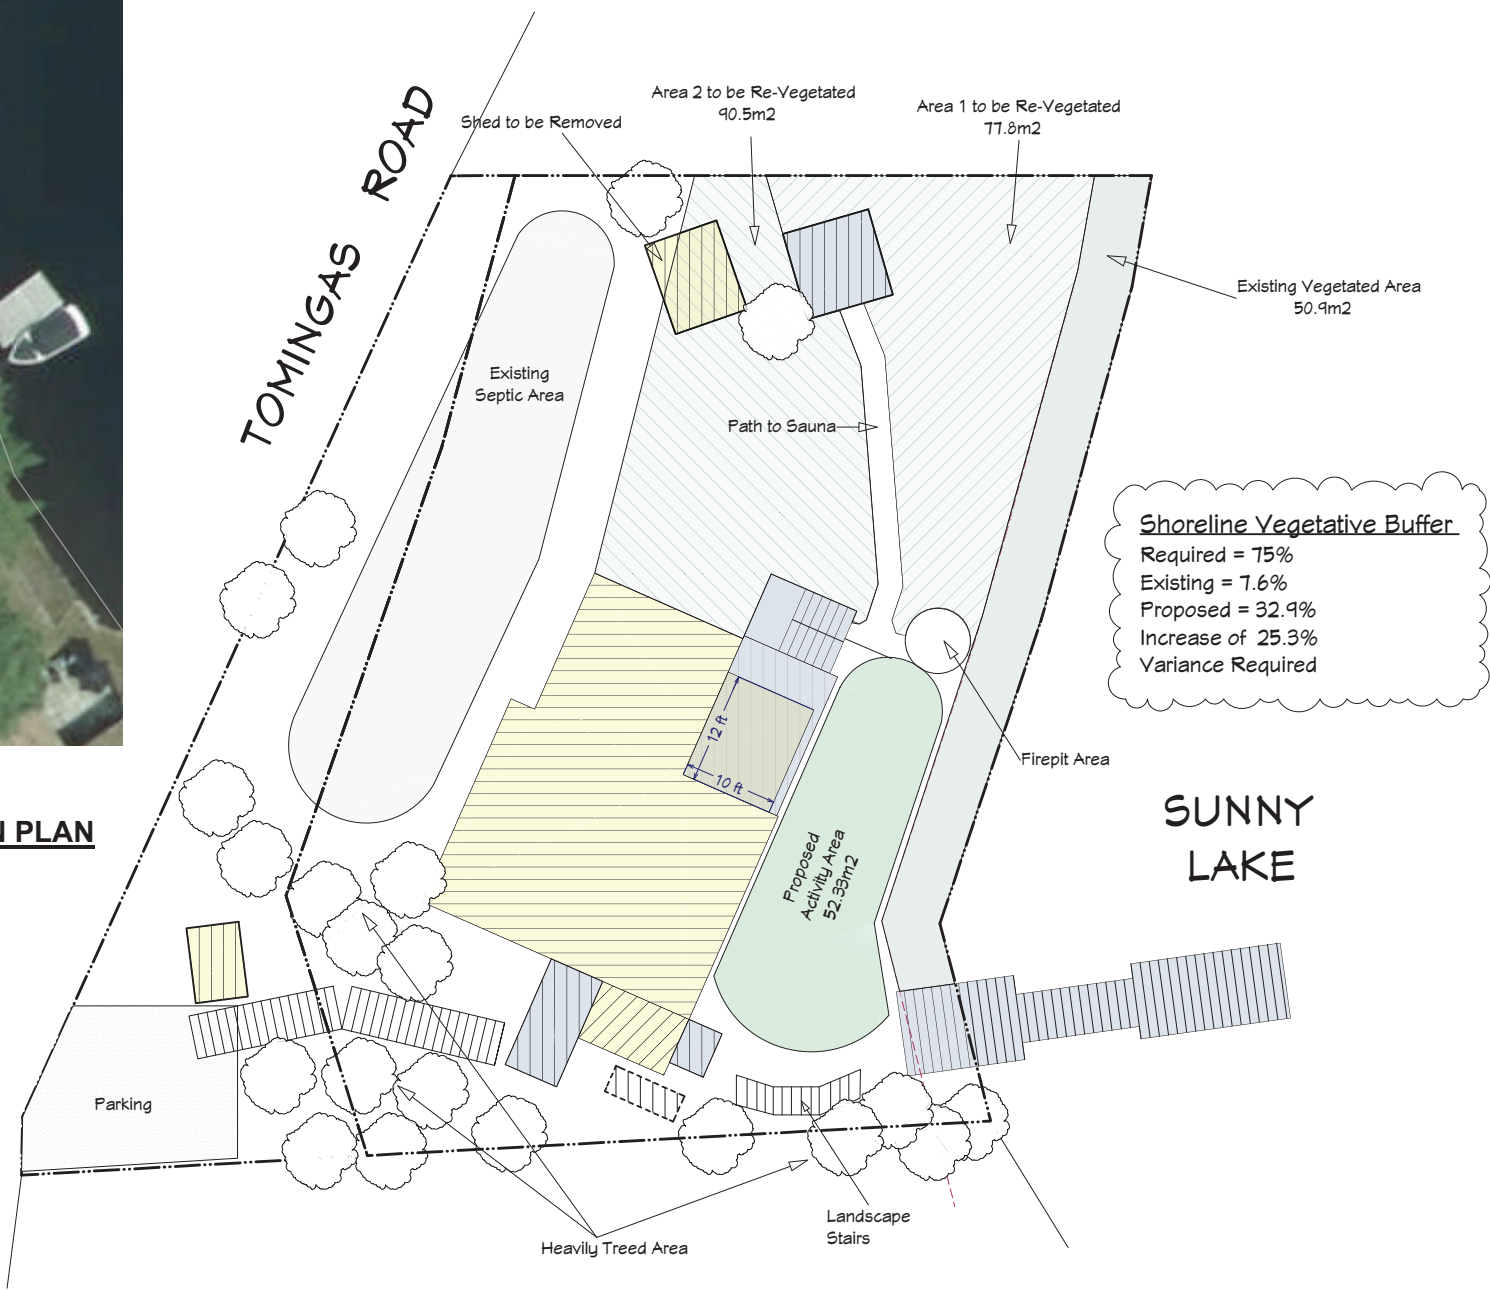 Area 2 to be Re-Vegetated
90.5m2
Area 1 to be Re-Vegetated
77.8m2
Shed to be Removed
TOMINGAS ROAD
Existing Vegetated Area
50.9m2
Existing
Septic Area
Path to Sauna
Shoreline Vegetative Buffer
Required = 75%
Existing = 7.6%
Proposed = 32.9%
Increase of 25.3%
Variance Required
12 ft
10 ft
Firepit Area
SUNNY
LAKE
PLAN
Proposed
Activity Area
52.33m2
Parking
Landscape
Stairs
Heavily Treed Area